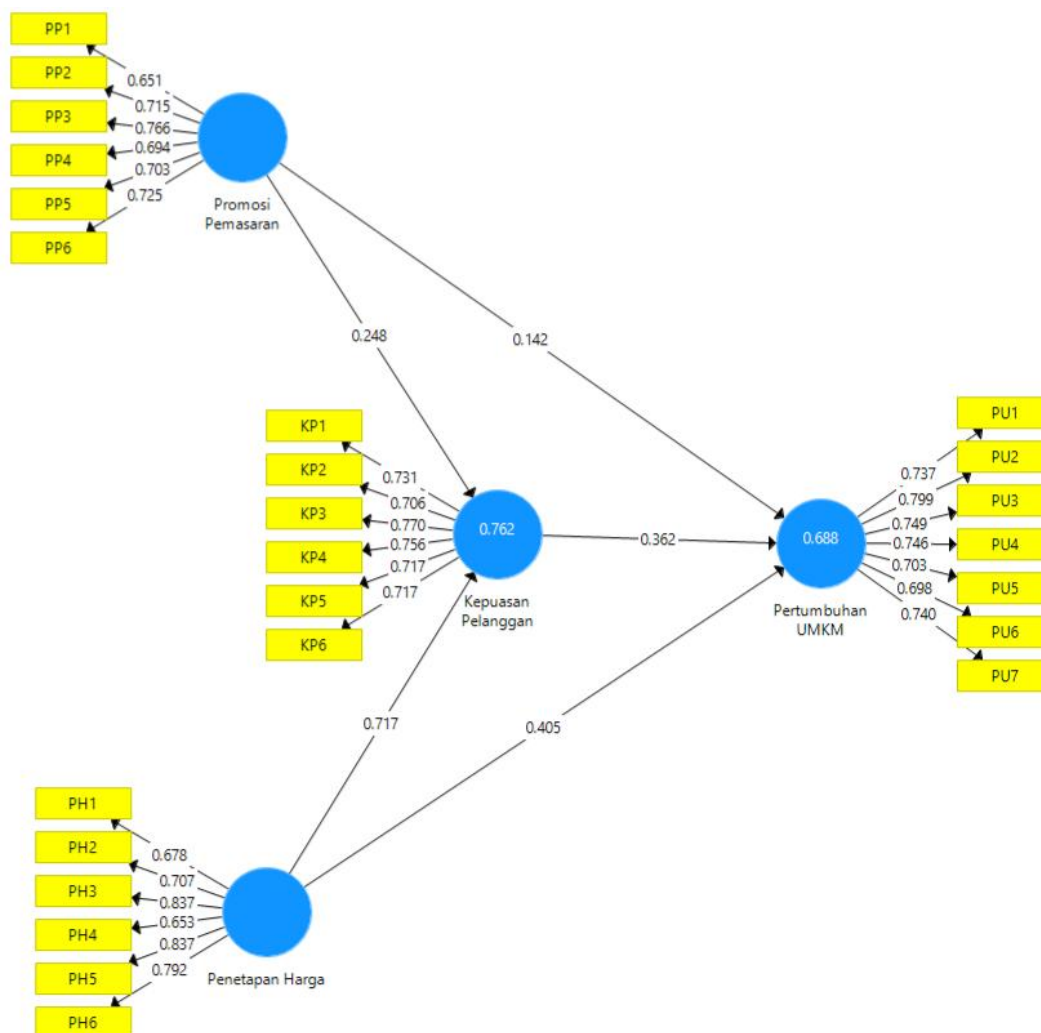 PP1
PP2
PP3
PP4
PP5
PP6
0.651
0.715
0.766
0.694
0.703
0.725
Promosi
Pemasaran
0.248
0.142
KP1
KP2
KP3
KP4
KP5
KP6
0.731
0.706
0.770
0.756
0.717
0.717
0.762
Kepuasan
Pelanggan
0.362
0.688
Pertumbuhan
UMKM
0.737
0.799
0.749
0.746
0.703
0.698
0.740
PU1
PU2
PU3
PU4
PU5
PU6
PU7
0.717
0.405
PH1
PH2
PH3
PH4
PH5
PH6
0.678
0.707
0.837
0.653
0.837
0.792
Penetapan Harga